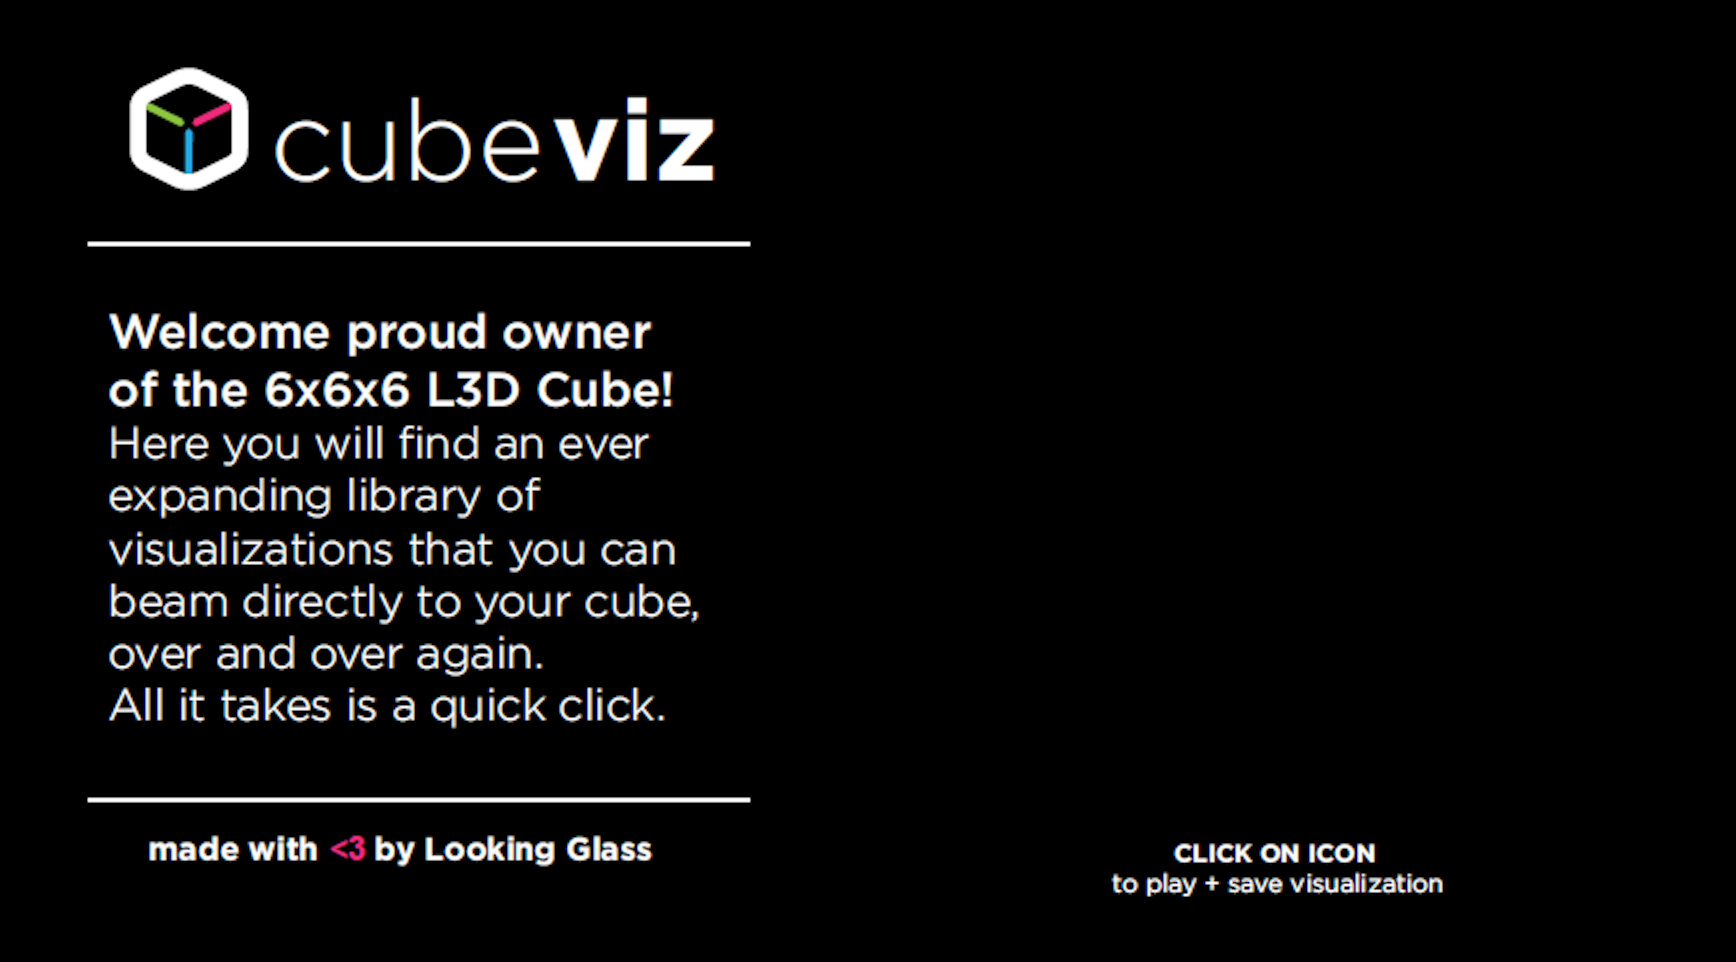 cubeviz
Welcome proud owner
of the 6x6x6 L3D Cube!
Here you will find an ever
expanding library of
visualizations that you can
beam directly to your cube,
over and over again.
All it takes is a quick click.
made with <3 by Looking Glass
CLICK ON ICON
to play + save visualization